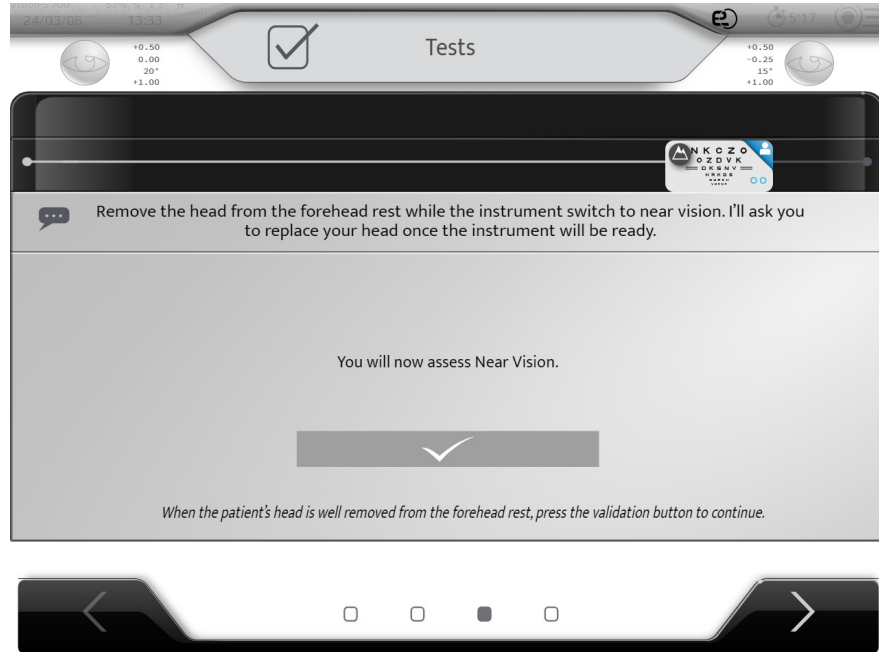 24/03/06 13:33
5'17
Tests
+0.50
0.00
20°
+1.00
+0.50
-0.25
15°
+1.00
N K C Z O
O Z D V K
D K S N V
H R K D S
Remove the head from the forehead rest while the instrument switch to near vision. I'll ask you
to replace your head once the instrument will be ready.
You will now assess Near Vision.
When the patient's head is well removed from the forehead rest, press the validation button to continue.